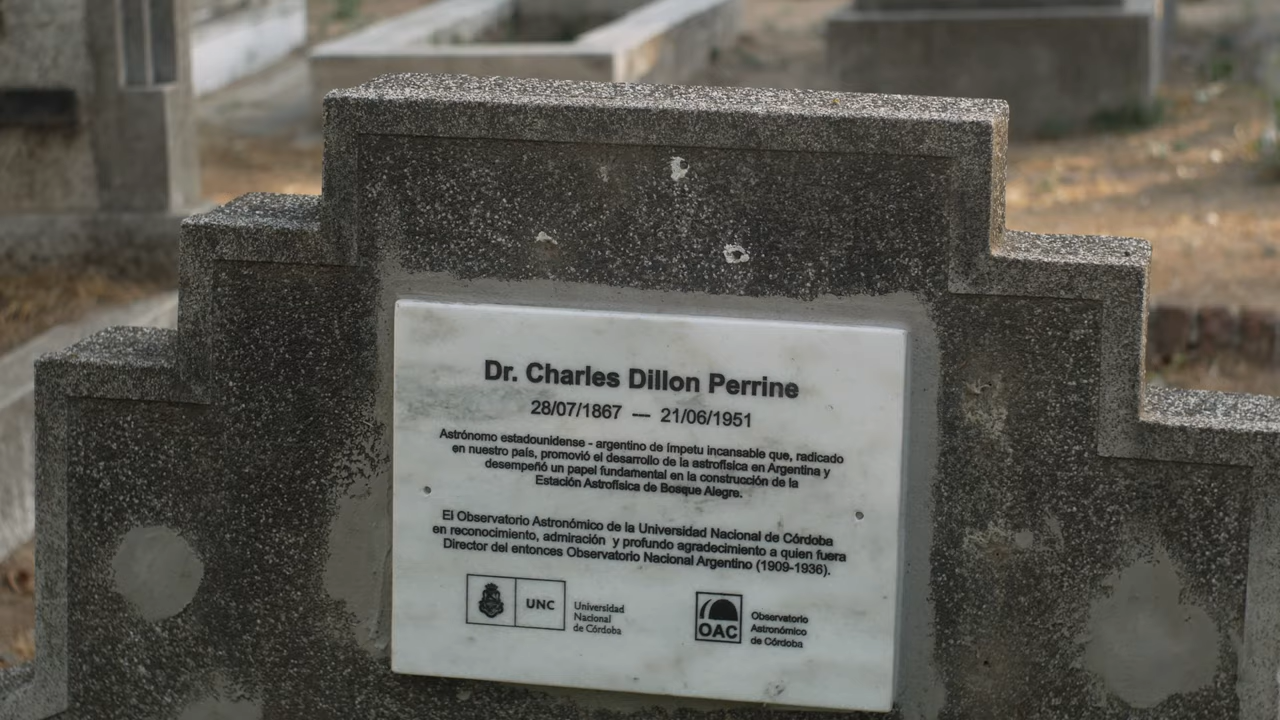 Dr. Charles Dillon Perrine
28/07/1867 — 21/06/1951
Astrónomo estadounidense - argentino de ímpetu incansable que, radicado
en nuestro país, promovió el desarrollo de la astrofísica en Argentina y
desempeñó un papel fundamental en la construcción de la
Estación Astrofísica de Bosque Alegre.
El Observatorio Astronómico de la Universidad Nacional de Córdoba
en reconocimiento, admiración y profundo agradecimiento a quien fuera
Director del entonces Observatorio Nacional Argentino (1909-1936).
UNC
Universidad
Nacional
de Córdoba
OAC
Observatorio
Astronómico
de Córdoba